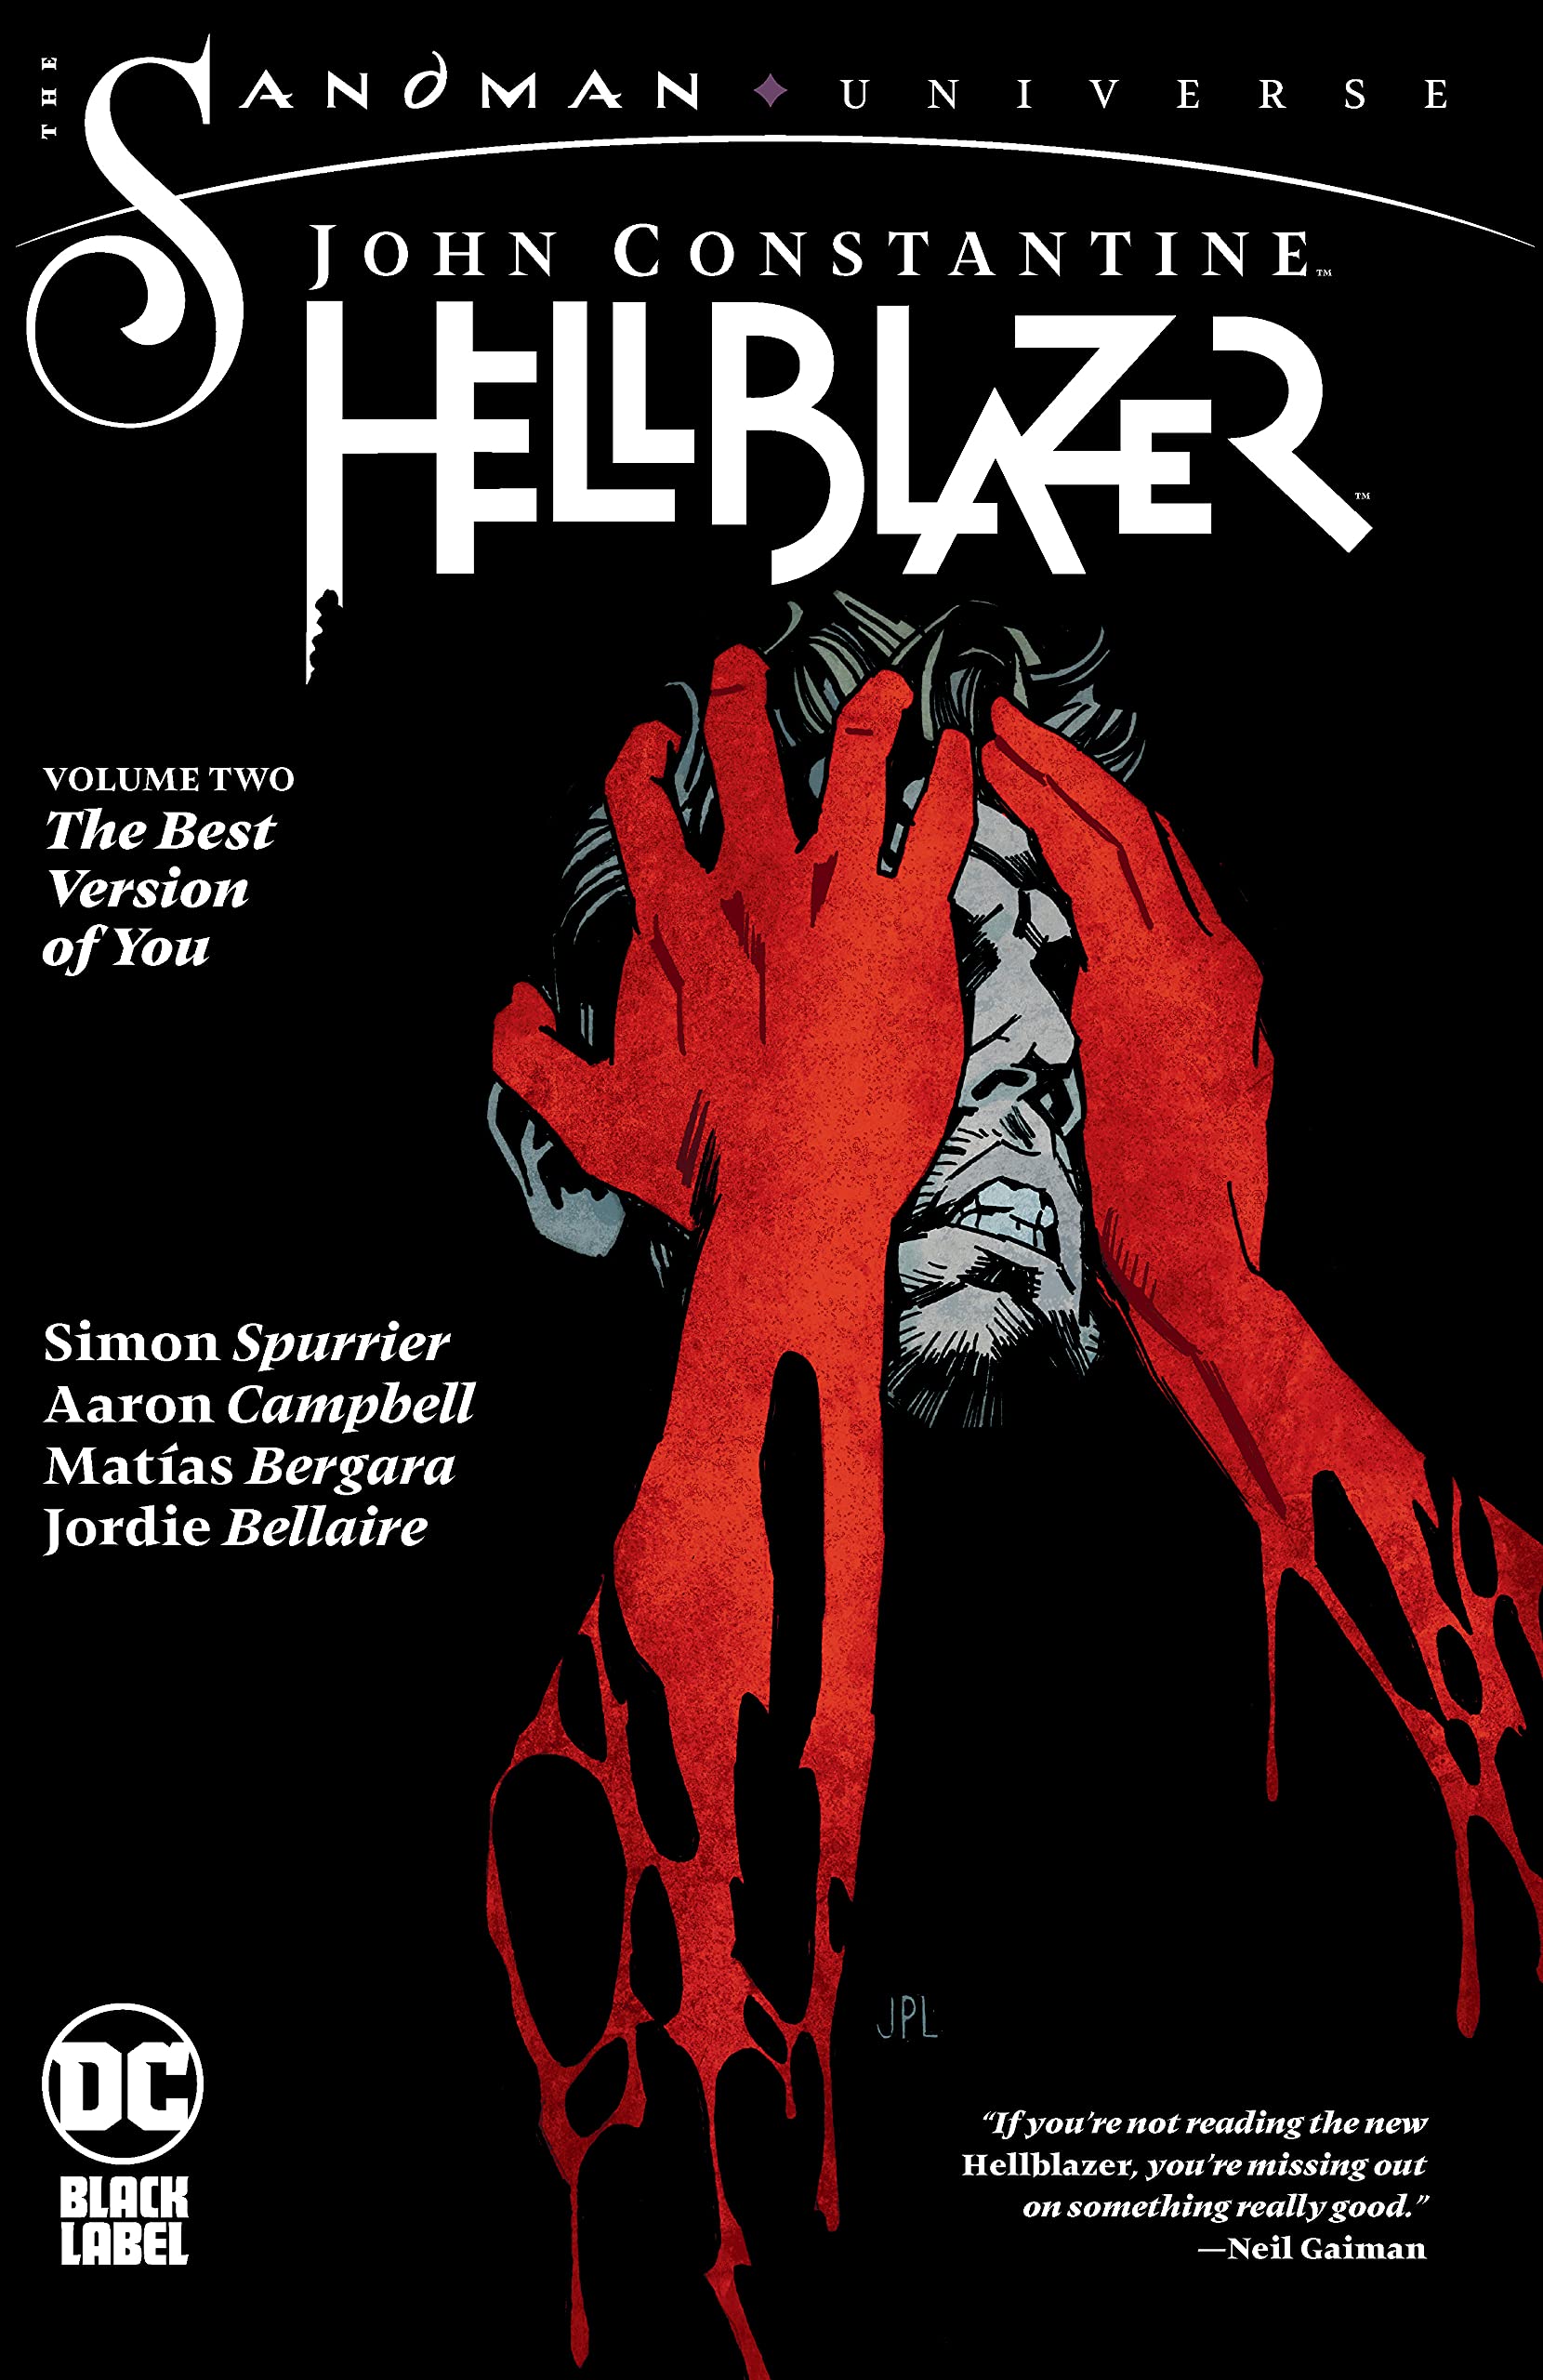 THE SANDMAN UNIVERSE
JOHN CONSTANTINE™
HELLBLAZER™
VOLUME TWO
The Best
Version
of You
Simon Spurrier
Aaron Campbell
Matías Bergara
Jordie Bellaire
JPL
DC
BLACK
LABEL
“If you’re not reading the new
Hellblazer, you’re missing out
on something really good.”
—Neil Gaiman